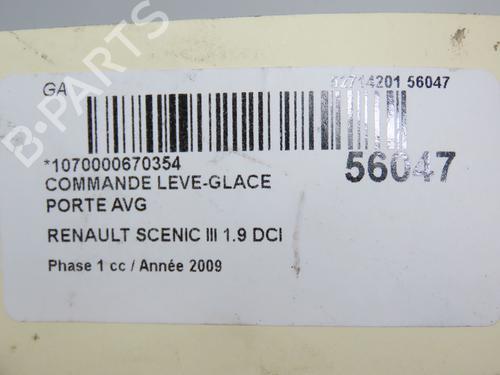 GA
12714201 56047
*1070000670354
56047
COMMANDE LEVE-GLACE
PORTE AVG
RENAULT SCENIC III 1.9 DCI
Phase 1 cc / Année 2009
B-PARTS